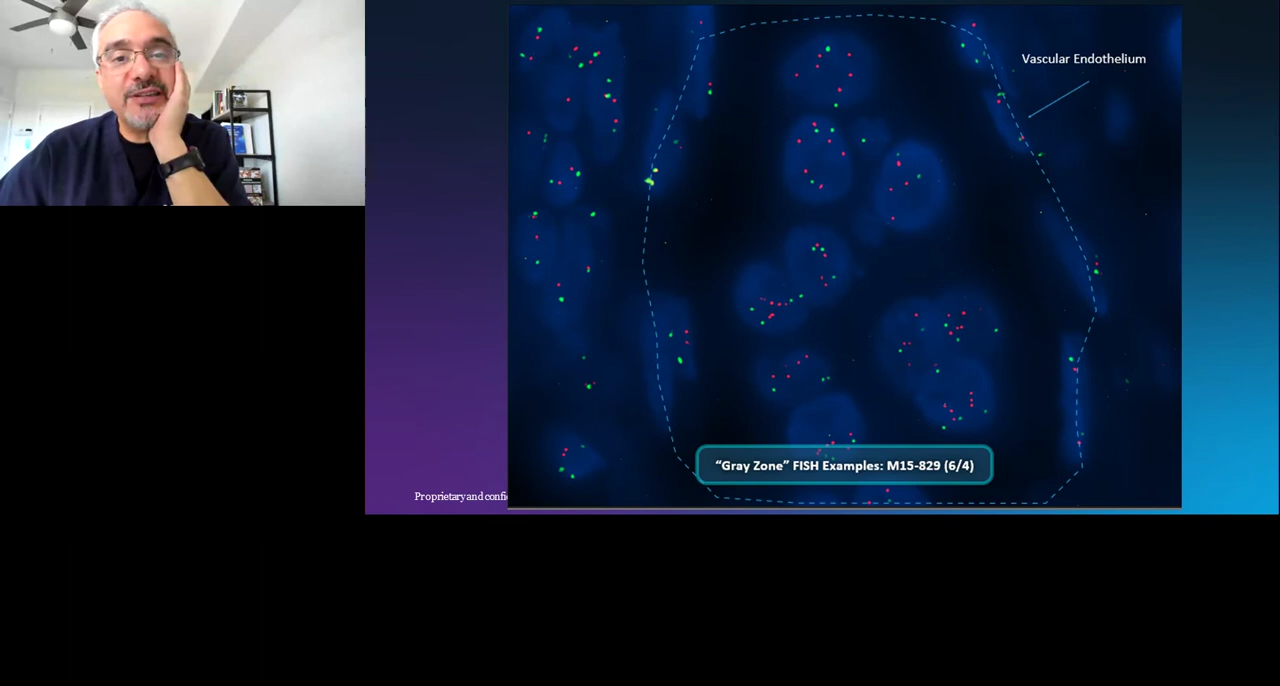 Vascular Endothelium
“Gray Zone” FISH Examples: M15-829 (6/4)
Proprietary and confi